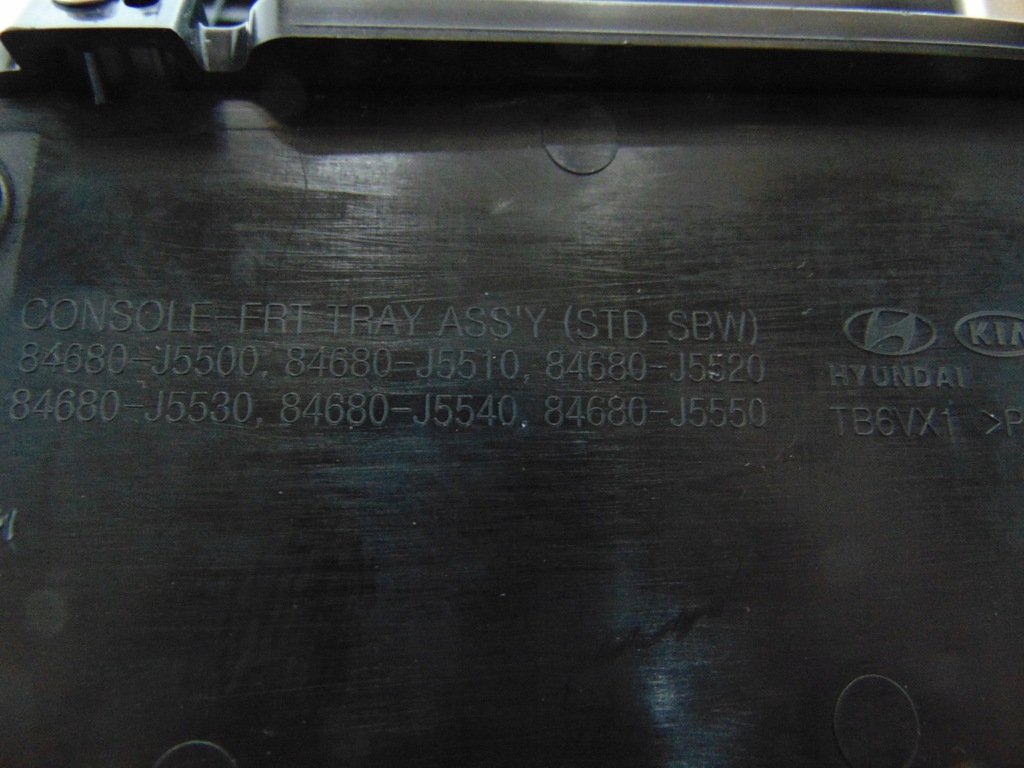 CONSOLE-FRT TRAY ASS'Y (STD_SBW)
84680-J5500, 84680-J5510, 84680-J5520
84680-J5530, 84680-J5540, 84680-J5550
HYUNDAI
KIA
TB6VX1 >P